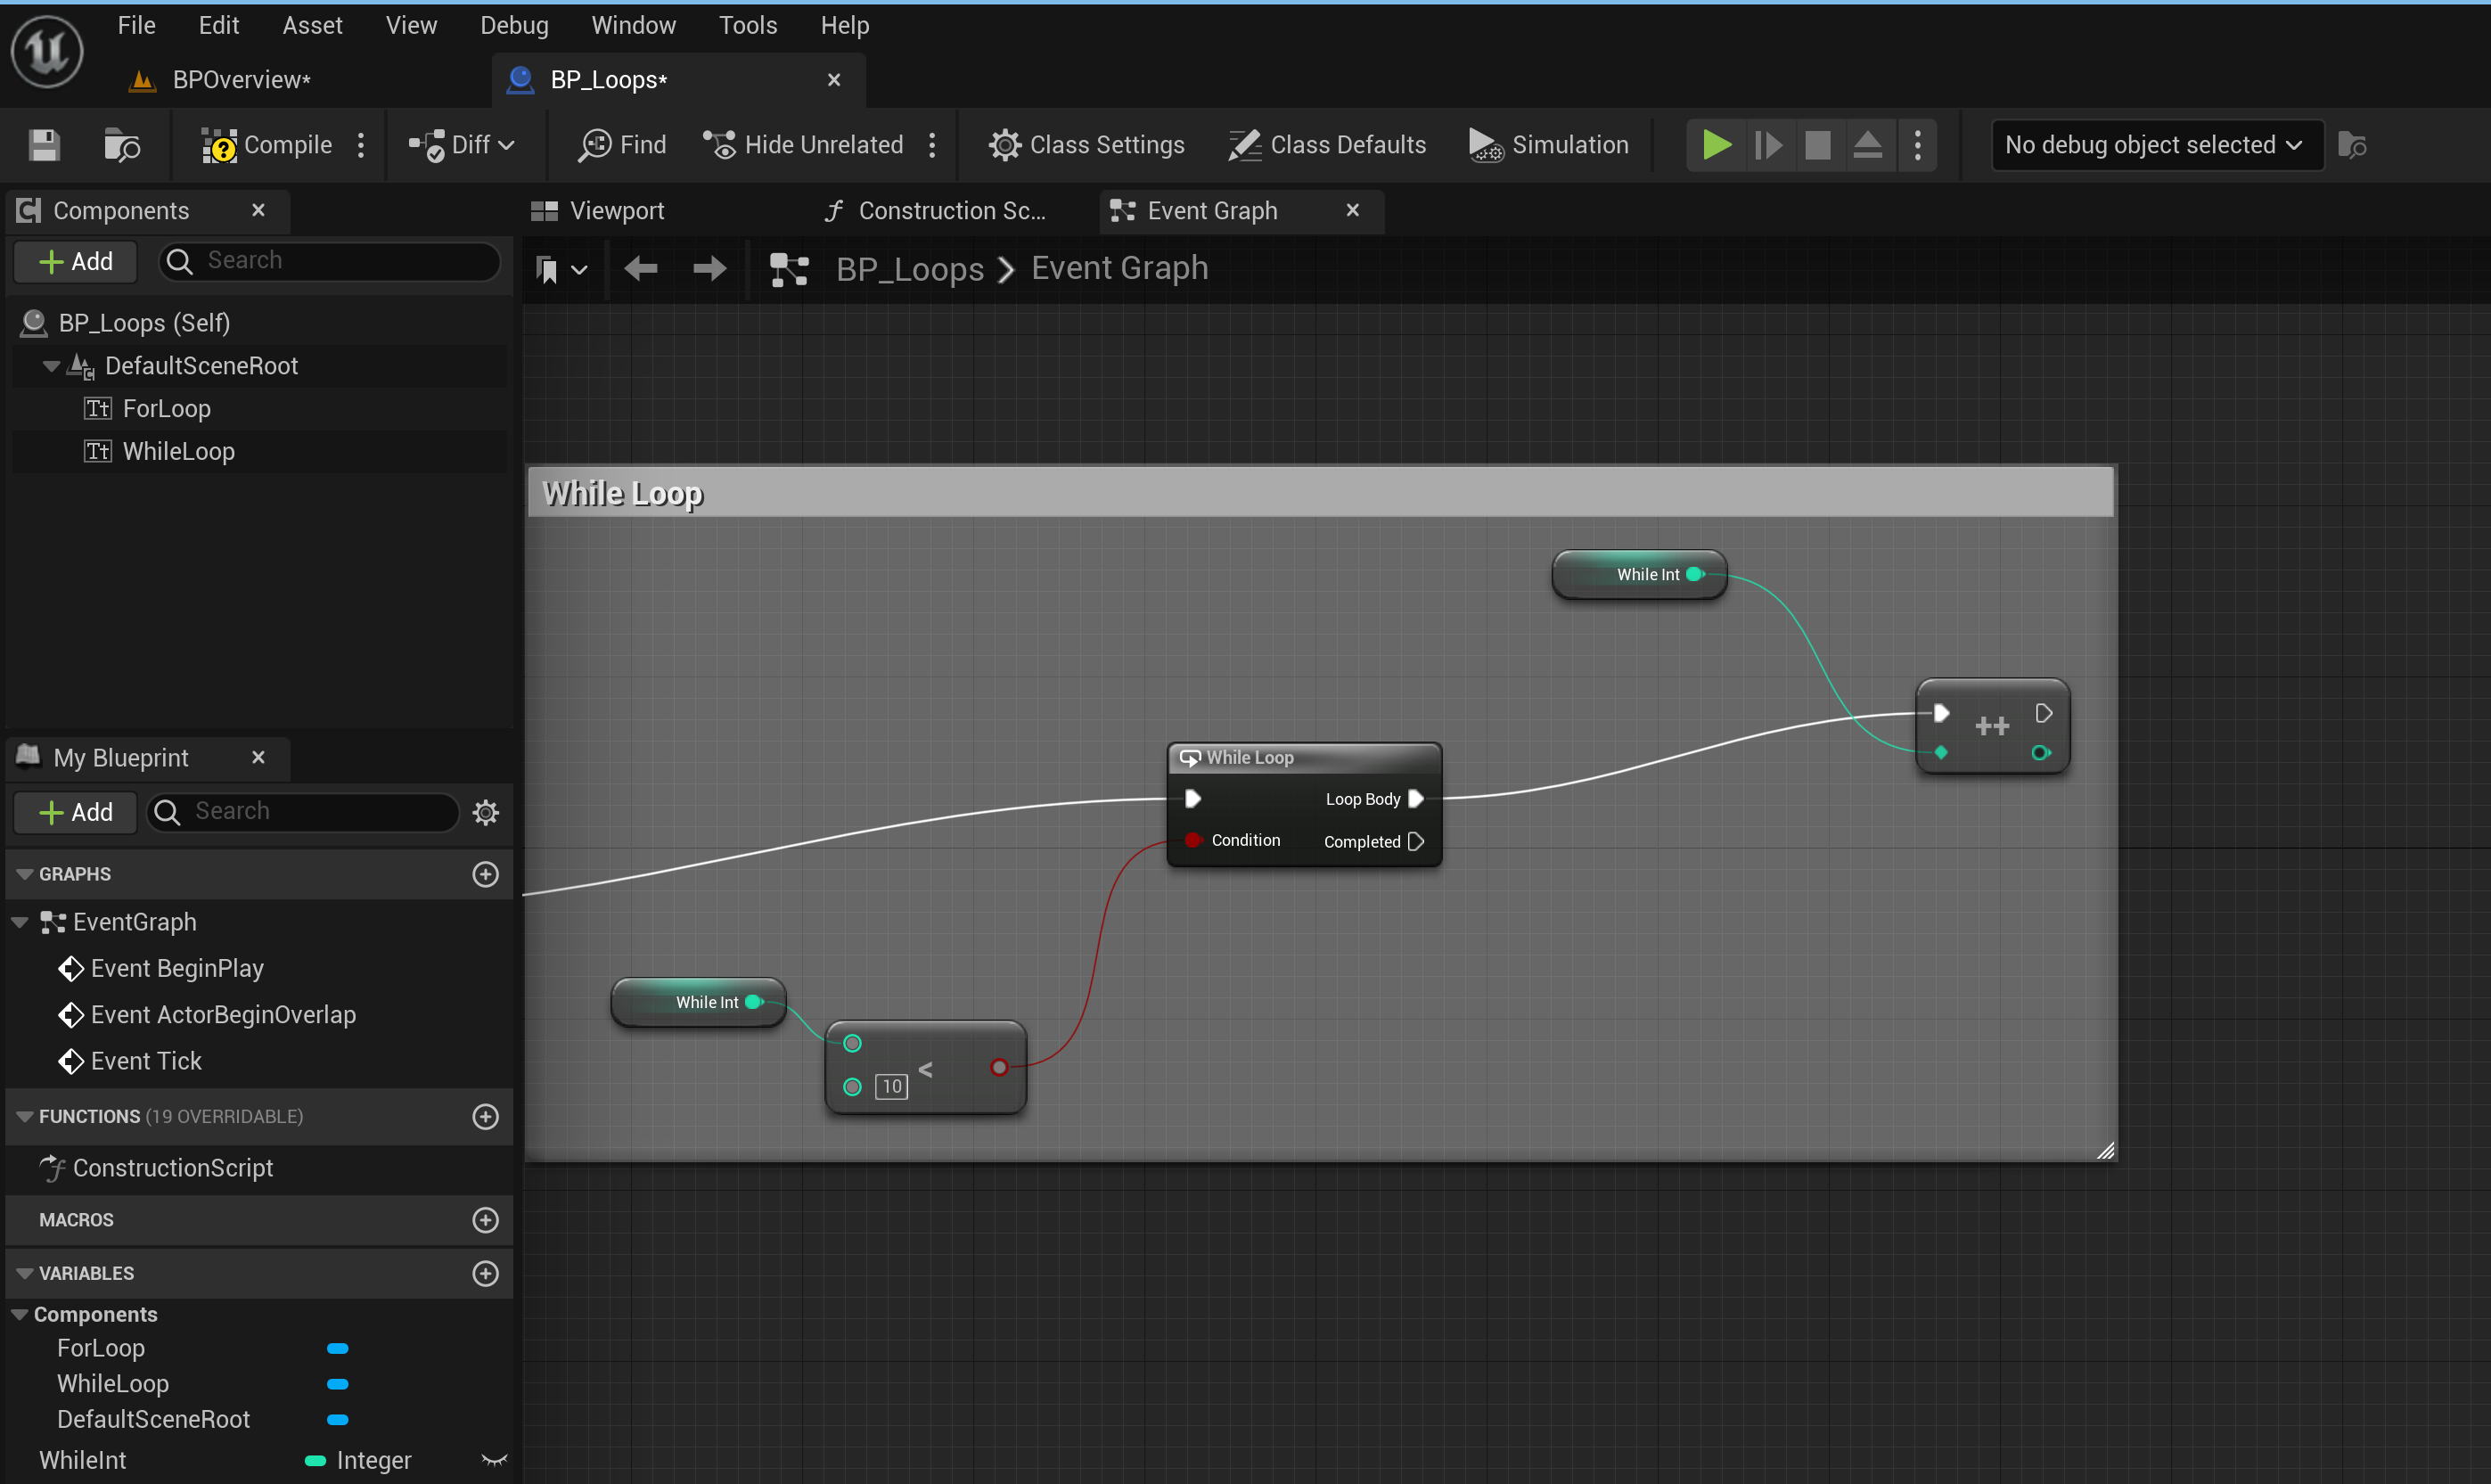 File Edit Asset View Debug Window Tools Help
BPOverview* BP_Loops*
Compile Diff Find Hide Unrelated Class Settings Class Defaults Simulation No debug object selected
Components Viewport Construction Sc... Event Graph
Add Search BP_Loops > Event Graph
BP_Loops (Self)
DefaultSceneRoot
Tt ForLoop
Tt WhileLoop
While Loop
While Int
++
While Loop
Loop Body
Condition Completed
While Int
<
10
My Blueprint
Add Search
GRAPHS
EventGraph
Event BeginPlay
Event ActorBeginOverlap
Event Tick
FUNCTIONS (19 OVERRIDABLE)
ConstructionScript
MACROS
VARIABLES
Components
ForLoop
WhileLoop
DefaultSceneRoot
WhileInt Integer